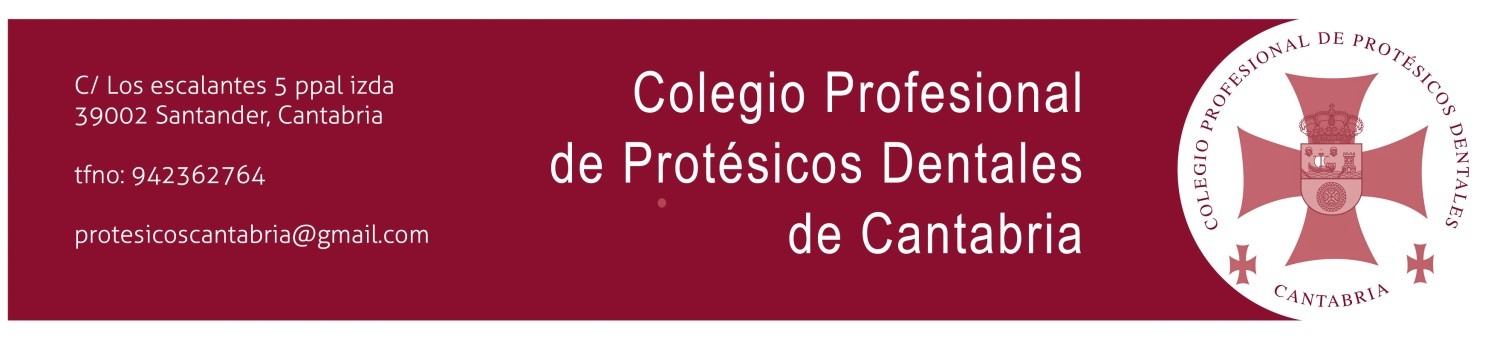 C/ Los escalantes 5 ppal izda
39002 Santander, Cantabria
tfno: 942362764
protesicoscantabria@gmail.com
Colegio Profesional
de Protésicos Dentales
de Cantabria
COLEGIO PROFESIONAL DE PROTÉSICOS DENTALES
CANTABRIA